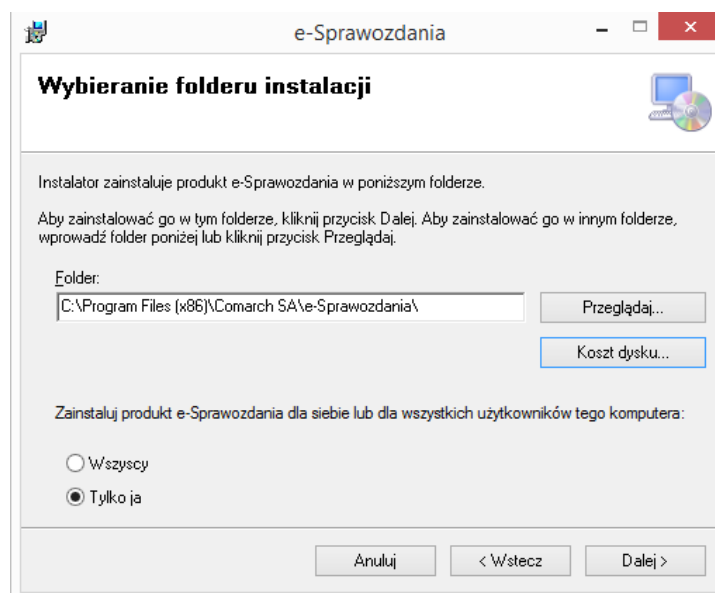 e-Sprawozdania
Wybieranie folderu instalacji
Instalator zainstaluje produkt e-Sprawozdania w poniższym folderze.
Aby zainstalować go w tym folderze, kliknij przycisk Dalej. Aby zainstalować go w innym folderze,
wprowadź folder poniżej lub kliknij przycisk Przeglądaj.
Folder:
C:\Program Files (x86)\Comarch SA\e-Sprawozdania\
Przeglądaj...
Koszt dysku...
Zainstaluj produkt e-Sprawozdania dla siebie lub dla wszystkich użytkowników tego komputera:
Wszyscy
Tylko ja
Anuluj
< Wstecz
Dalej >